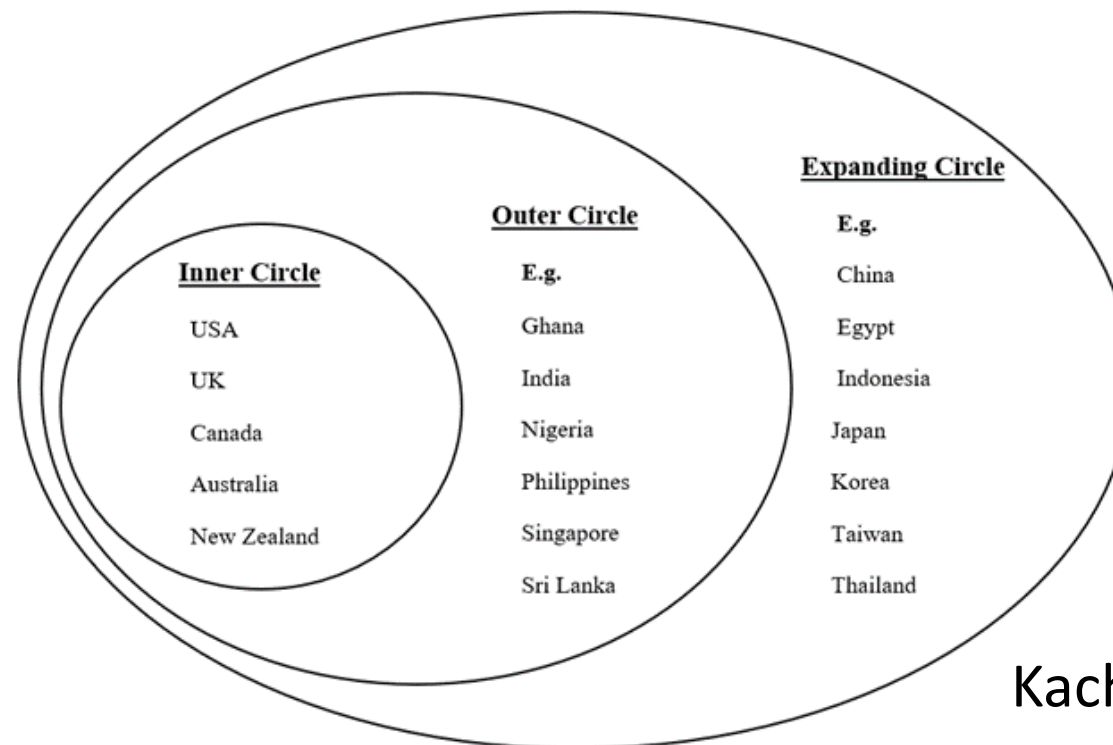 Inner Circle
USA
UK
Canada
Australia
New Zealand
Outer Circle
E.g.
Ghana
India
Nigeria
Philippines
Singapore
Sri Lanka
Expanding Circle
E.g.
China
Egypt
Indonesia
Japan
Korea
Taiwan
Thailand